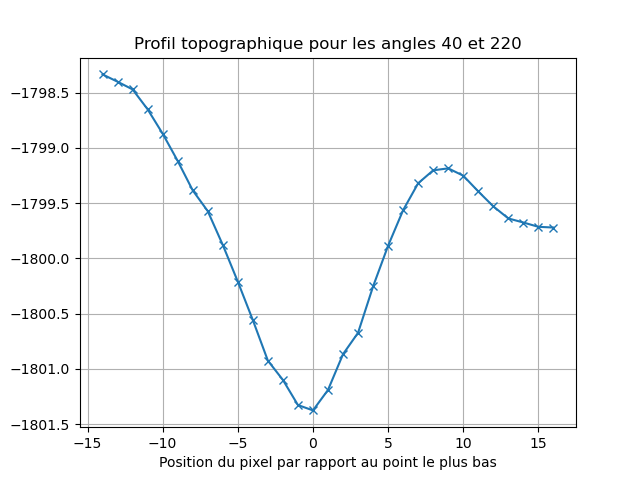 Profil topographique pour les angles 40 et 220
−1798.5
−1799.0
−1799.5
−1800.0
−1800.5
−1801.0
−1801.5
−15 −10 −5 0 5 10 15
Position du pixel par rapport au point le plus bas